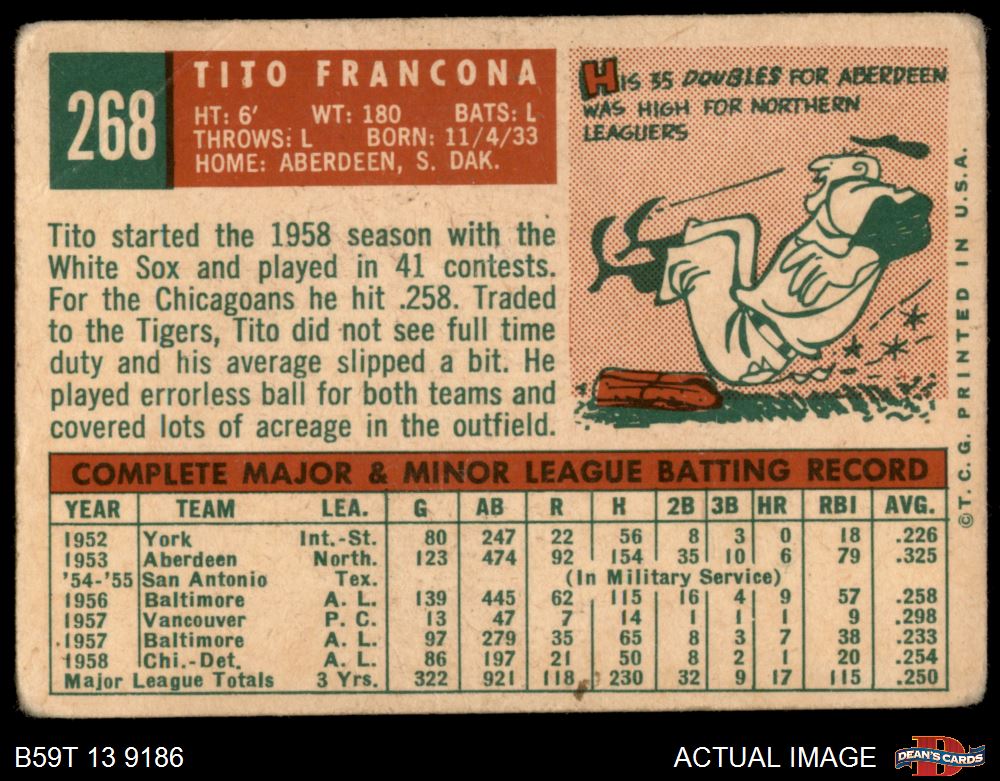 268
TITO FRANCONA
HT: 6' WT: 180 BATS: L
THROWS: L BORN: 11/4/33
HOME: ABERDEEN, S. DAK.
HIS 35 DOUBLES FOR ABERDEEN
WAS HIGH FOR NORTHERN
LEAGUERS
Tito started the 1958 season with the
White Sox and played in 41 contests.
For the Chicagoans he hit .258. Traded
to the Tigers, Tito did not see full time
duty and his average slipped a bit. He
played errorless ball for both teams and
covered lots of acreage in the outfield.
COMPLETE MAJOR & MINOR LEAGUE BATTING RECORD
YEAR TEAM LEA. G AB R H 2B 3B HR RBI AVG.
1952 York Int.-St. 80 247 22 56 8 3 0 18 .226
1953 Aberdeen North. 123 474 92 154 35 10 6 79 .325
'54-'55 San Antonio Tex. (In Military Service)
1956 Baltimore A. L. 139 445 62 115 16 4 9 57 .258
1957 Vancouver P. C. 13 47 7 14 1 1 1 9 .298
1957 Baltimore A. L. 97 279 35 65 8 3 7 38 .233
1958 Chi.-Det. A. L. 86 197 21 50 8 2 1 20 .254
Major League Totals 3 Yrs. 322 921 118 230 32 9 17 115 .250
© T. C. G. PRINTED IN U. S. A.
B59T 13 9186
ACTUAL IMAGE
D
DEAN'S CARDS